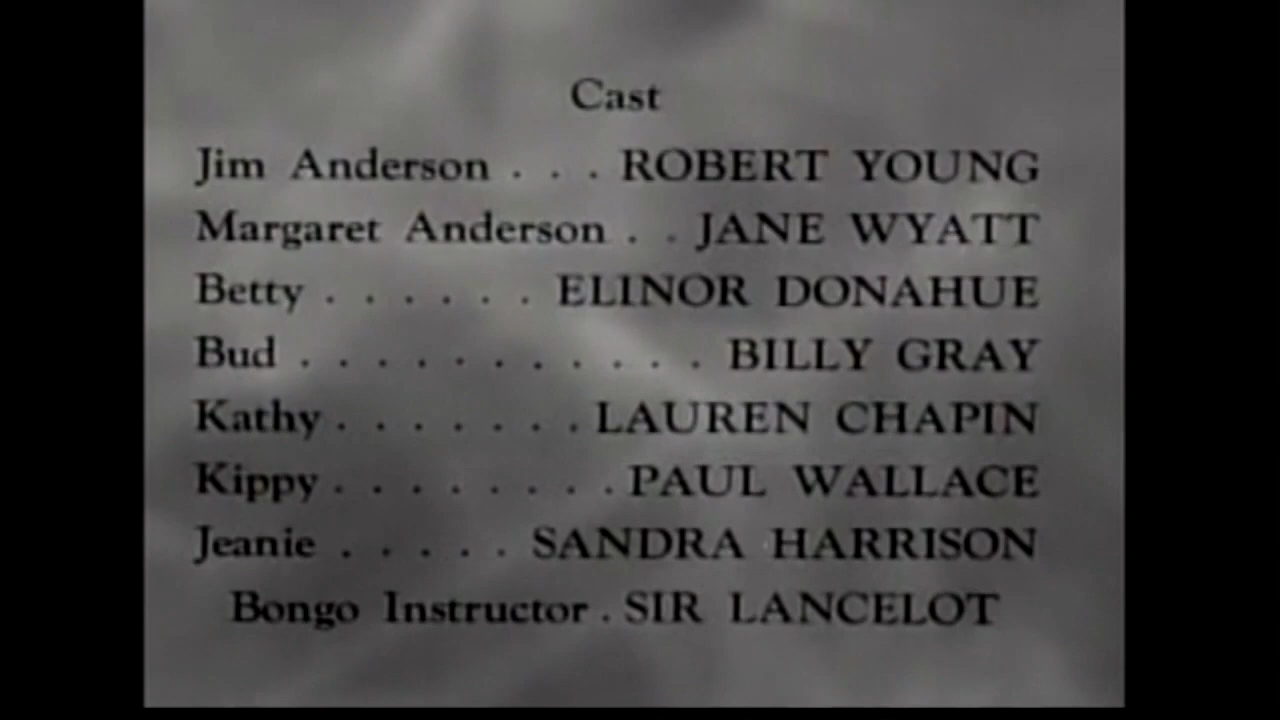 Cast
Jim Anderson . . . ROBERT YOUNG
Margaret Anderson . . JANE WYATT
Betty . . . . . . ELINOR DONAHUE
Bud . . . . . . . . . . . BILLY GRAY
Kathy . . . . . . . LAUREN CHAPIN
Kippy . . . . . . . . PAUL WALLACE
Jeanie . . . . . SANDRA HARRISON
Bongo Instructor . SIR LANCELOT